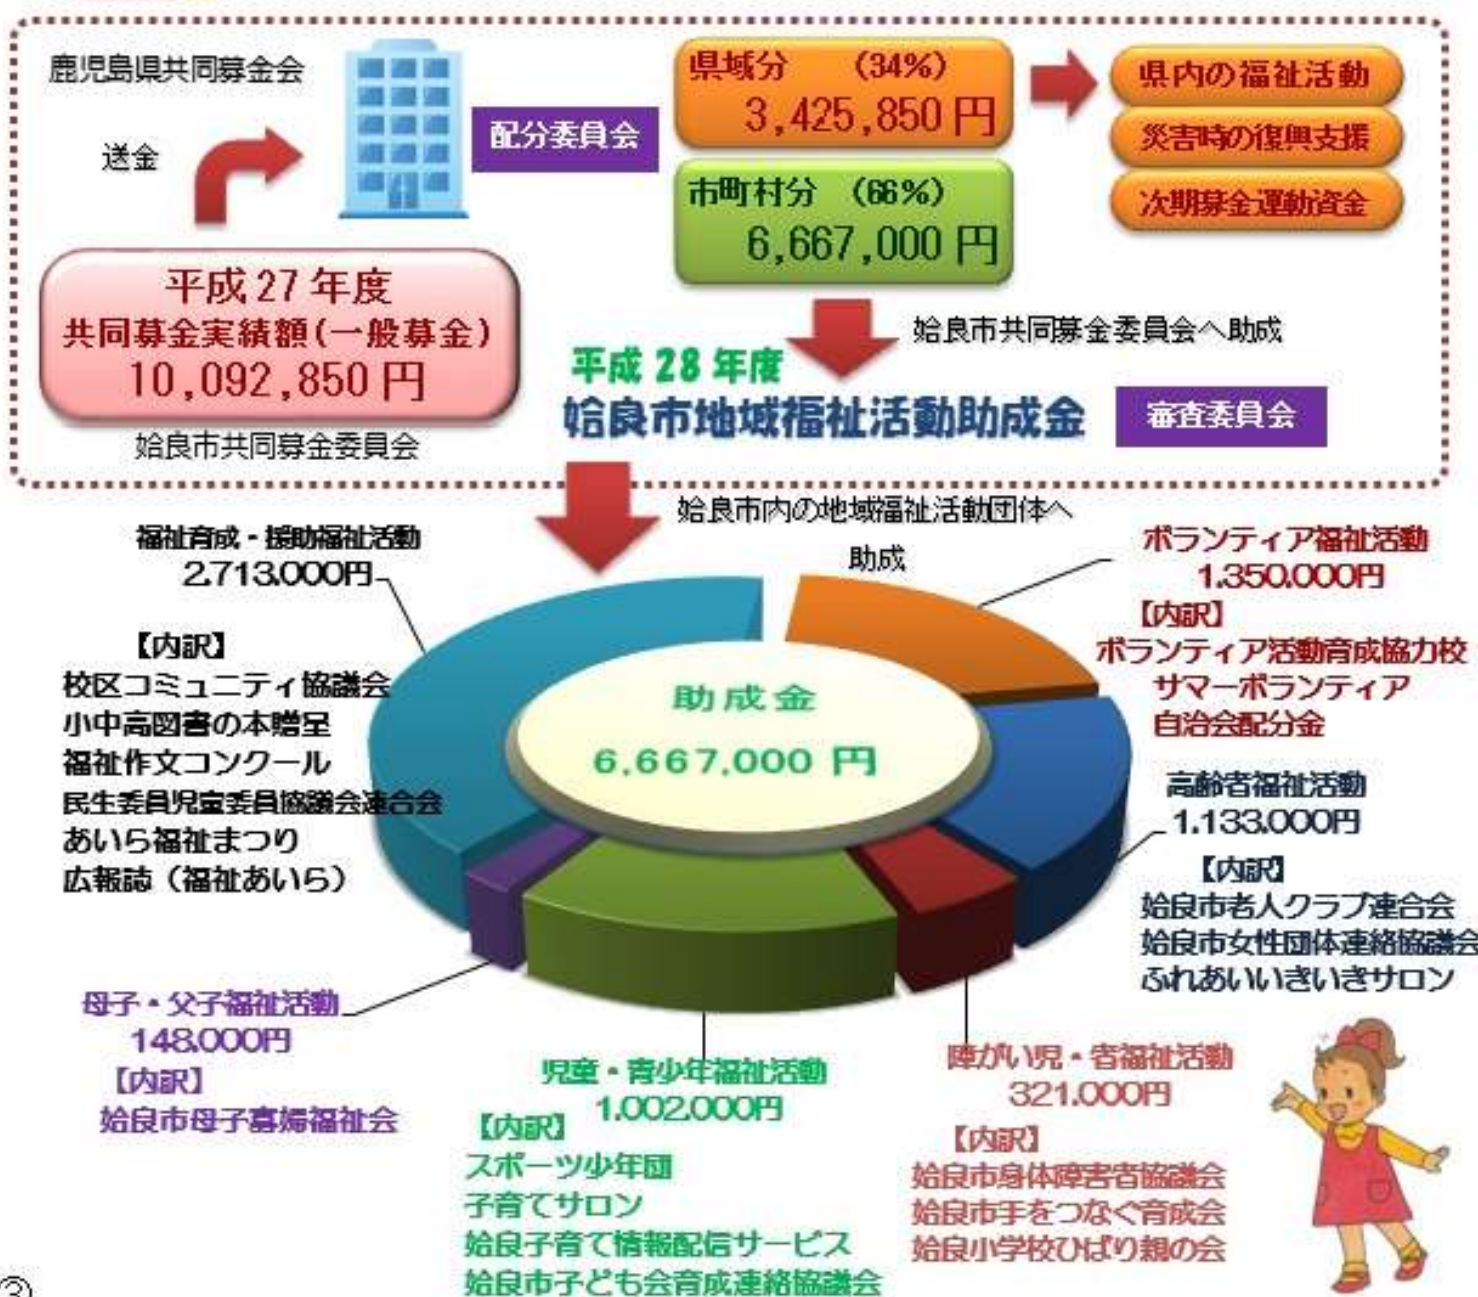 鹿児島県共同募金会
送金
配分委員会
県域分 (34%)
3,425,850円
市町村分 (66%)
6,667,000円
県内の福祉活動
災害時の復興支援
次期募金運動資金
平成27年度
共同募金実績額(一般募金)
10,092,850円
姶良市共同募金委員会
姶良市共同募金委員会へ助成
平成28年度
姶良市地域福祉活動助成金
審査委員会
姶良市内の地域福祉活動団体へ
助成
福祉育成・援助福祉活動
2.713.000円
【内訳】
校区コミュニティ協議会
小中高図書の本贈呈
福祉作文コンクール
民生委員児童委員協議会連合会
あいら福祉まつり
広報誌(福祉あいら)
ボランティア福祉活動
1.350.000円
【内訳】
ボランティア活動育成協力校
サマーボランティア
自治会配分金
助成金
6,667,000 円
高齢者福祉活動
1.133.000円
【内訳】
姶良市老人クラブ連合会
姶良市女性団体連絡協議会
ふれあいいきいきサロン
母子・父子福祉活動
148.000円
【内訳】
姶良市母子寡婦福祉会
児童・青少年福祉活動
1.002.000円
【内訳】
スポーツ少年団
子育てサロン
姶良子育て情報配信サービス
姶良市子ども会育成連絡協議会
障がい児・者福祉活動
321.000円
【内訳】
姶良市身体障害者協議会
姶良市手をつなぐ育成会
姶良小学校ひばり親の会
③